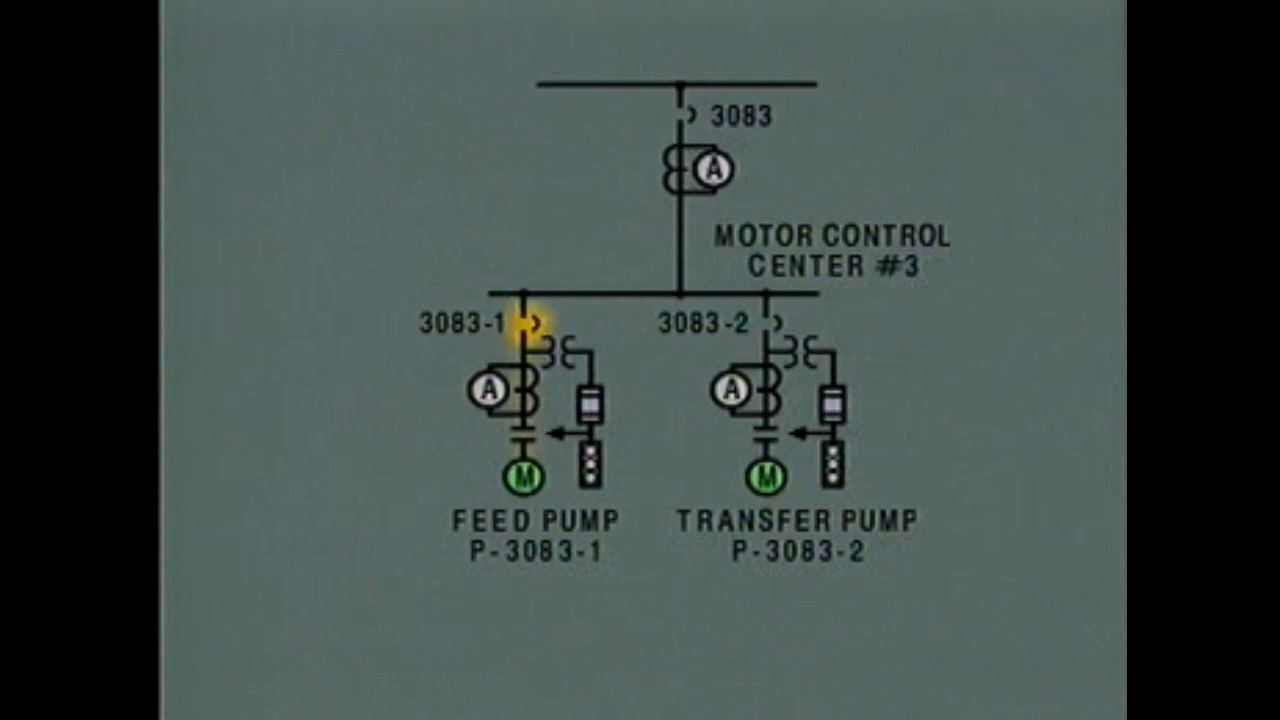 3083
A
MOTOR CONTROL
CENTER #3
3083-1
3083-2
A
A
M
M
FEED PUMP
P-3083-1
TRANSFER PUMP
P-3083-2